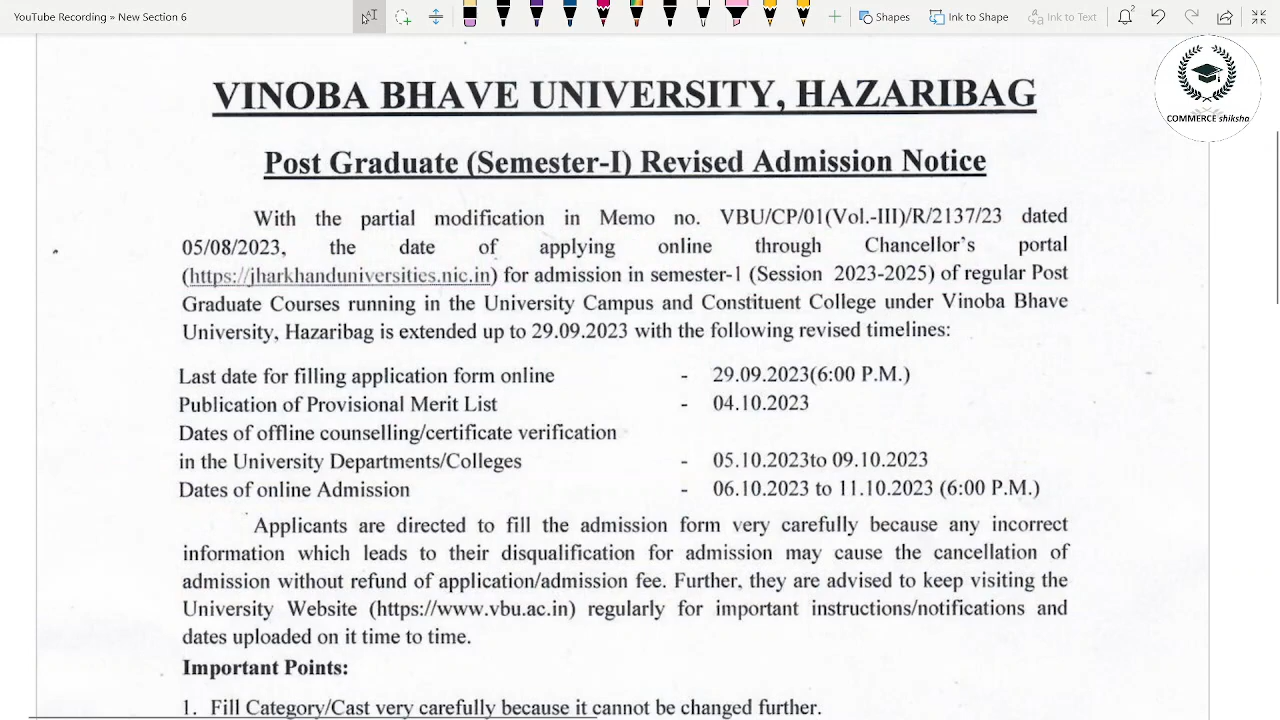 YouTube Recording » New Section 6
Shapes
Ink to Shape
Ink to Text
COMMERCE shiksha
VINOBA BHAVE UNIVERSITY, HAZARIBAG
Post Graduate (Semester-I) Revised Admission Notice
With the partial modification in Memo no. VBU/CP/01(Vol.-III)/R/2137/23 dated
05/08/2023, the date of applying online through Chancellor's portal
(https://jharkhanduniversities.nic.in) for admission in semester-1 (Session 2023-2025) of regular Post
Graduate Courses running in the University Campus and Constituent College under Vinoba Bhave
University, Hazaribag is extended up to 29.09.2023 with the following revised timelines:
Last date for filling application form online - 29.09.2023(6:00 P.M.)
Publication of Provisional Merit List - 04.10.2023
Dates of offline counselling/certificate verification
in the University Departments/Colleges - 05.10.2023to 09.10.2023
Dates of online Admission - 06.10.2023 to 11.10.2023 (6:00 P.M.)
Applicants are directed to fill the admission form very carefully because any incorrect
information which leads to their disqualification for admission may cause the cancellation of
admission without refund of application/admission fee. Further, they are advised to keep visiting the
University Website (https://www.vbu.ac.in) regularly for important instructions/notifications and
dates uploaded on it time to time.
Important Points:
1. Fill Category/Cast very carefully because it cannot be changed further.